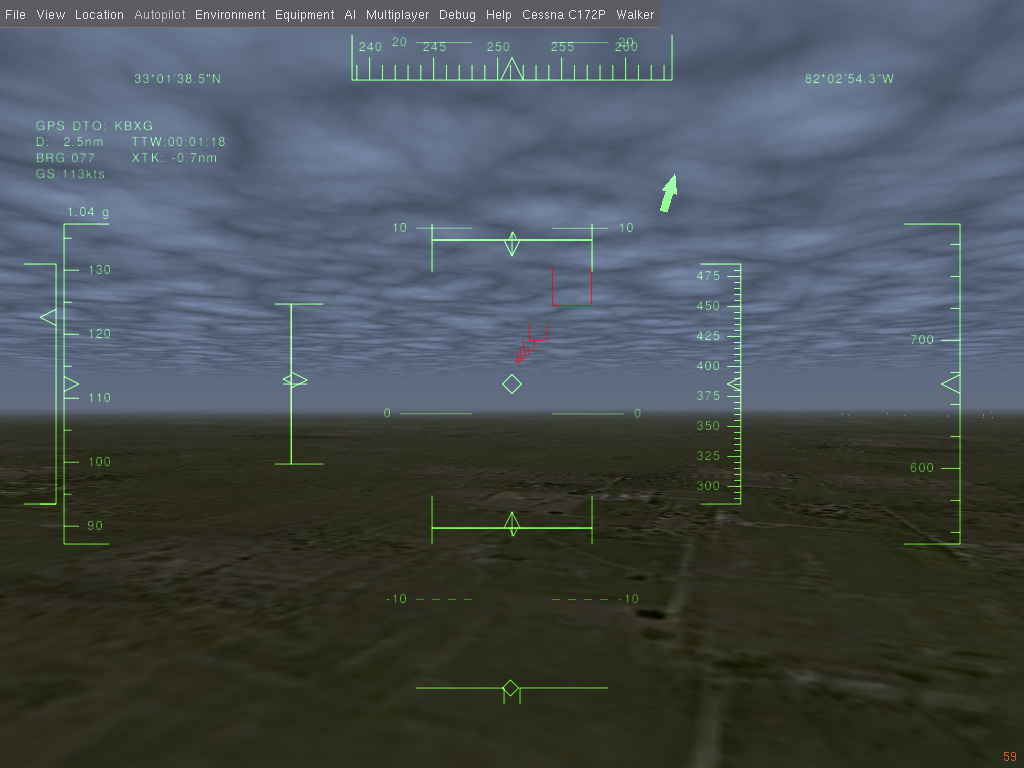 File View Location Autopilot Environment Equipment AI Multiplayer Debug Help Cessna C172P Walker
20 20
240 245 250 255 260
33°01'38.5"N 82°02'54.3"W
GPS DTO: KBXG
D: 2.5nm TTW:00:01:18
BRG:077 XTK: -0.7nm
GS:113kts
1.04 g
10 10
130
120
110
100
90
475
450
425
400
375
350
325
300
700
600
0 0
-10 -10
59